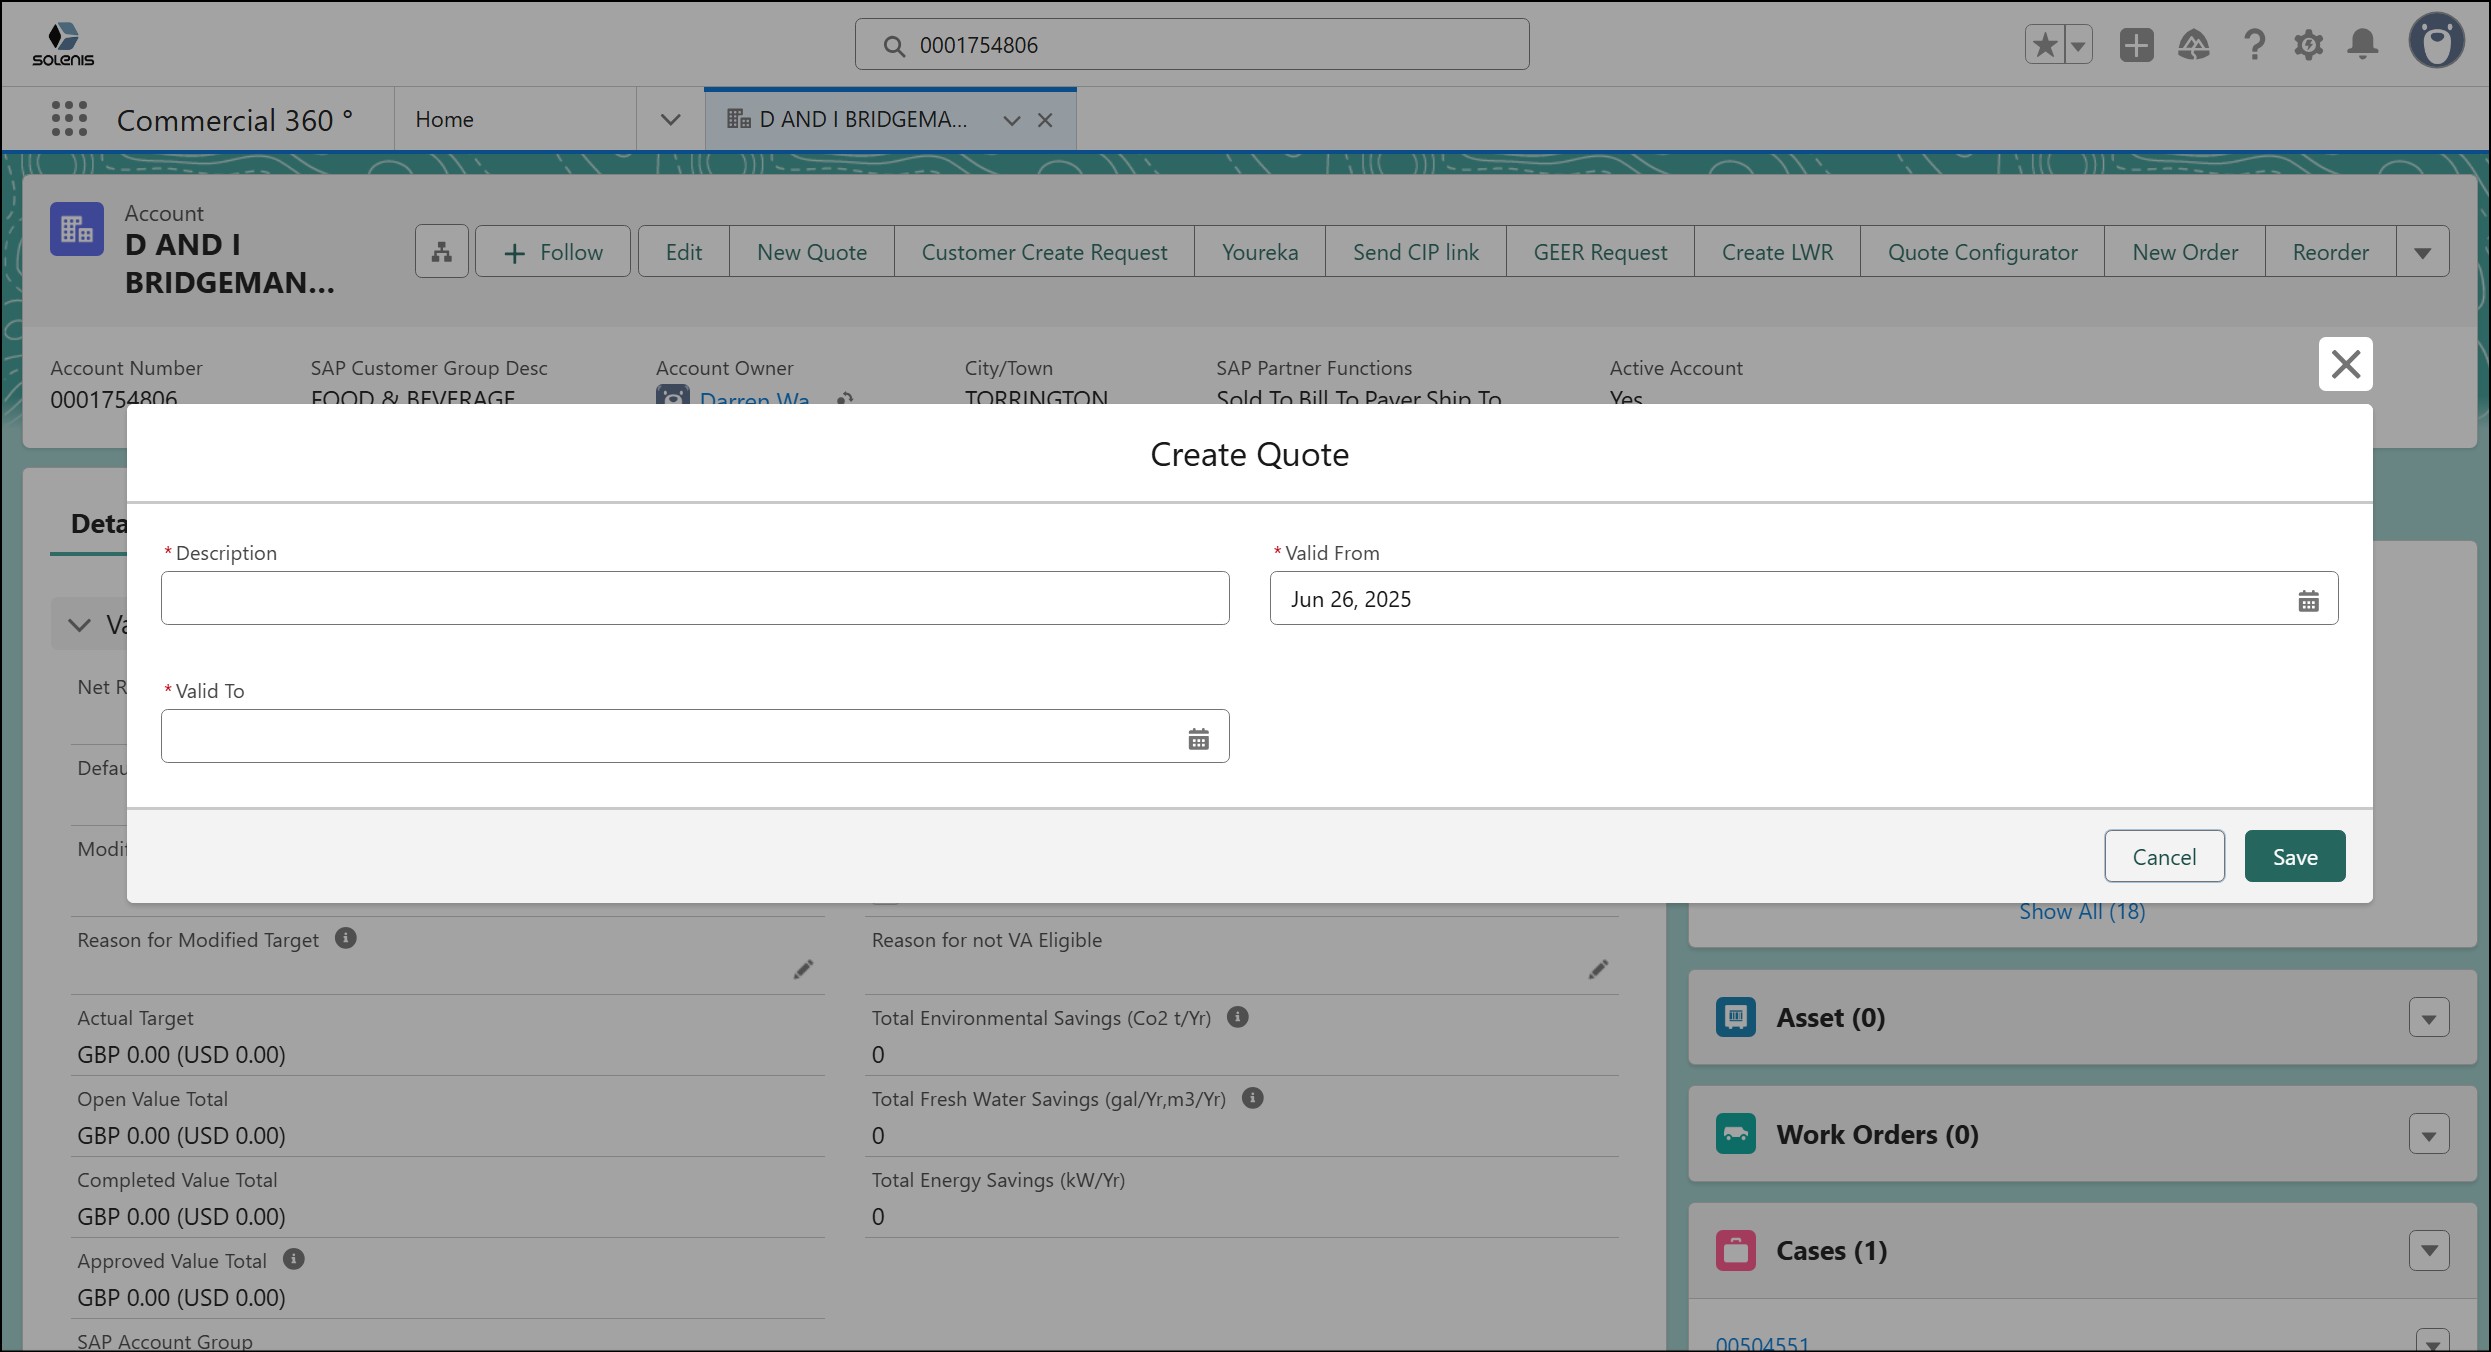 SOLENIS
0001754806
Commercial 360 °
Home
D AND I BRIDGEMA...
Account
D AND I
BRIDGEMAN...
Follow
Edit
New Quote
Customer Create Request
Youreka
Send CIP link
GEER Request
Create LWR
Quote Configurator
New Order
Reorder
Account Number
SAP Customer Group Desc
Account Owner
City/Town
SAP Partner Functions
Active Account
0001754806
FOOD & BEVERAGE
Darren Wa
TORRINGTON
Sold To Bill To Payer Ship To
Yes
Create Quote
Deta
* Description
* Valid From
Jun 26, 2025
Va
Net R
* Valid To
Defau
Modif
Cancel
Save
Show All (18)
Reason for Modified Target
Reason for not VA Eligible
Actual Target
GBP 0.00 (USD 0.00)
Total Environmental Savings (Co2 t/Yr)
0
Open Value Total
GBP 0.00 (USD 0.00)
Total Fresh Water Savings (gal/Yr,m3/Yr)
0
Completed Value Total
GBP 0.00 (USD 0.00)
Total Energy Savings (kW/Yr)
0
Approved Value Total
GBP 0.00 (USD 0.00)
SAP Account Group
Asset (0)
Work Orders (0)
Cases (1)
00504551